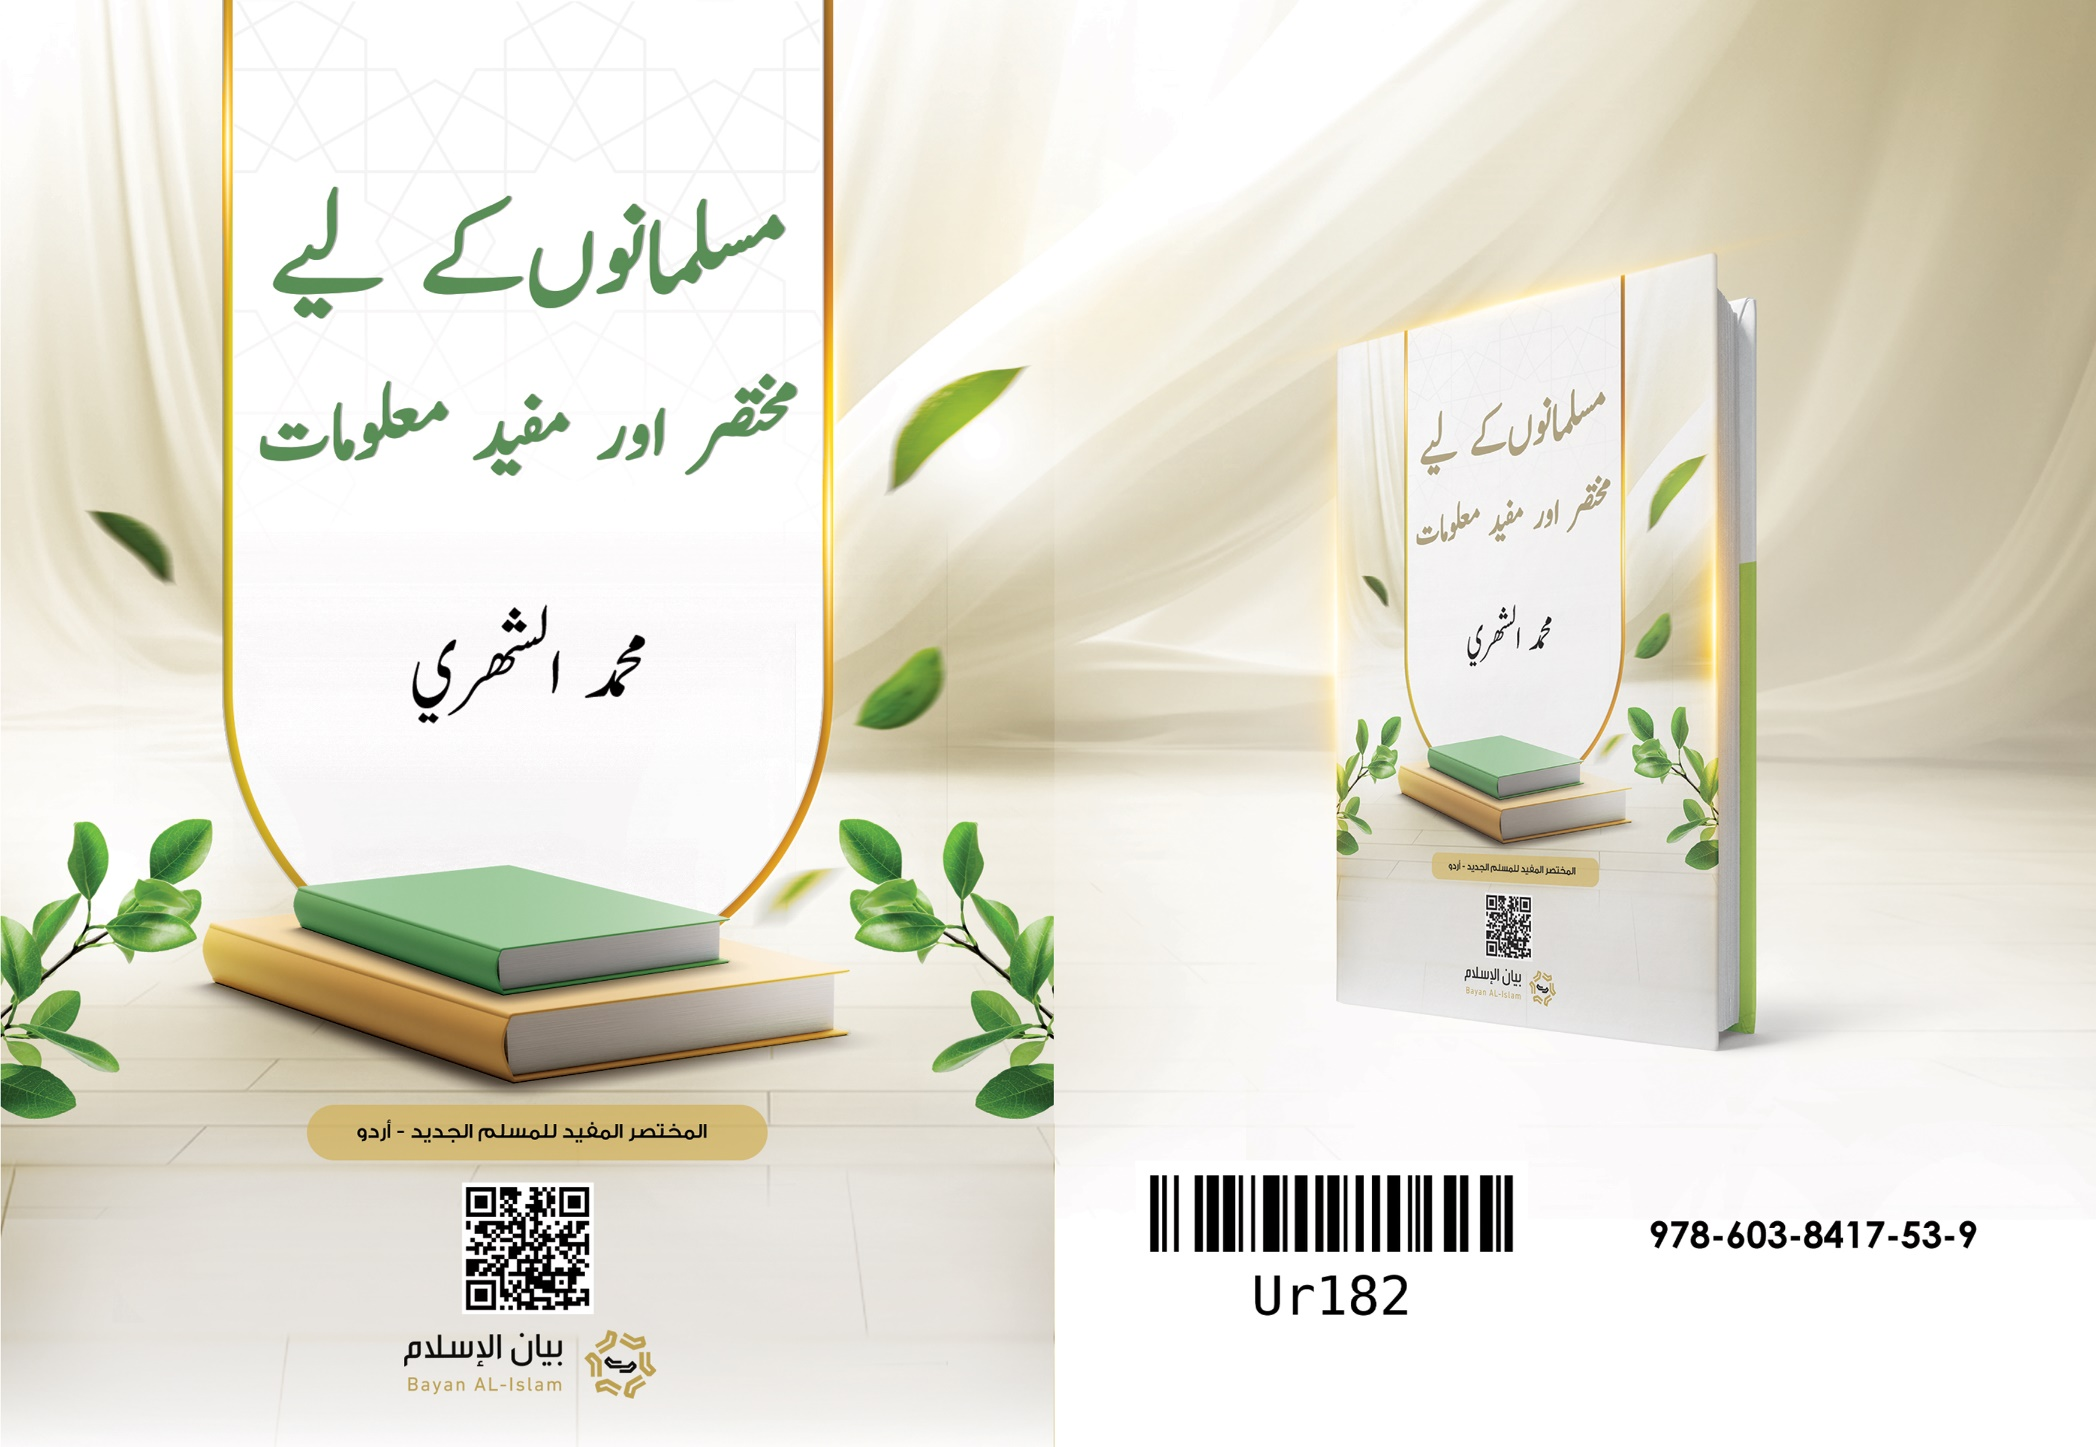 مسلمانوں کے لیے
مختصر اور مفید معلومات
محمد الشهري
المختصر المفيد للمسلم الجديد - أردو
بيان الإسلام
Bayan AL-Islam
مسلمانوں کے لیے
مختصر اور مفید معلومات
محمد الشهري
المختصر المفيد للمسلم الجديد - أردو
بيان الإسلام
Bayan AL-Islam
Ur182
978-603-8417-53-9